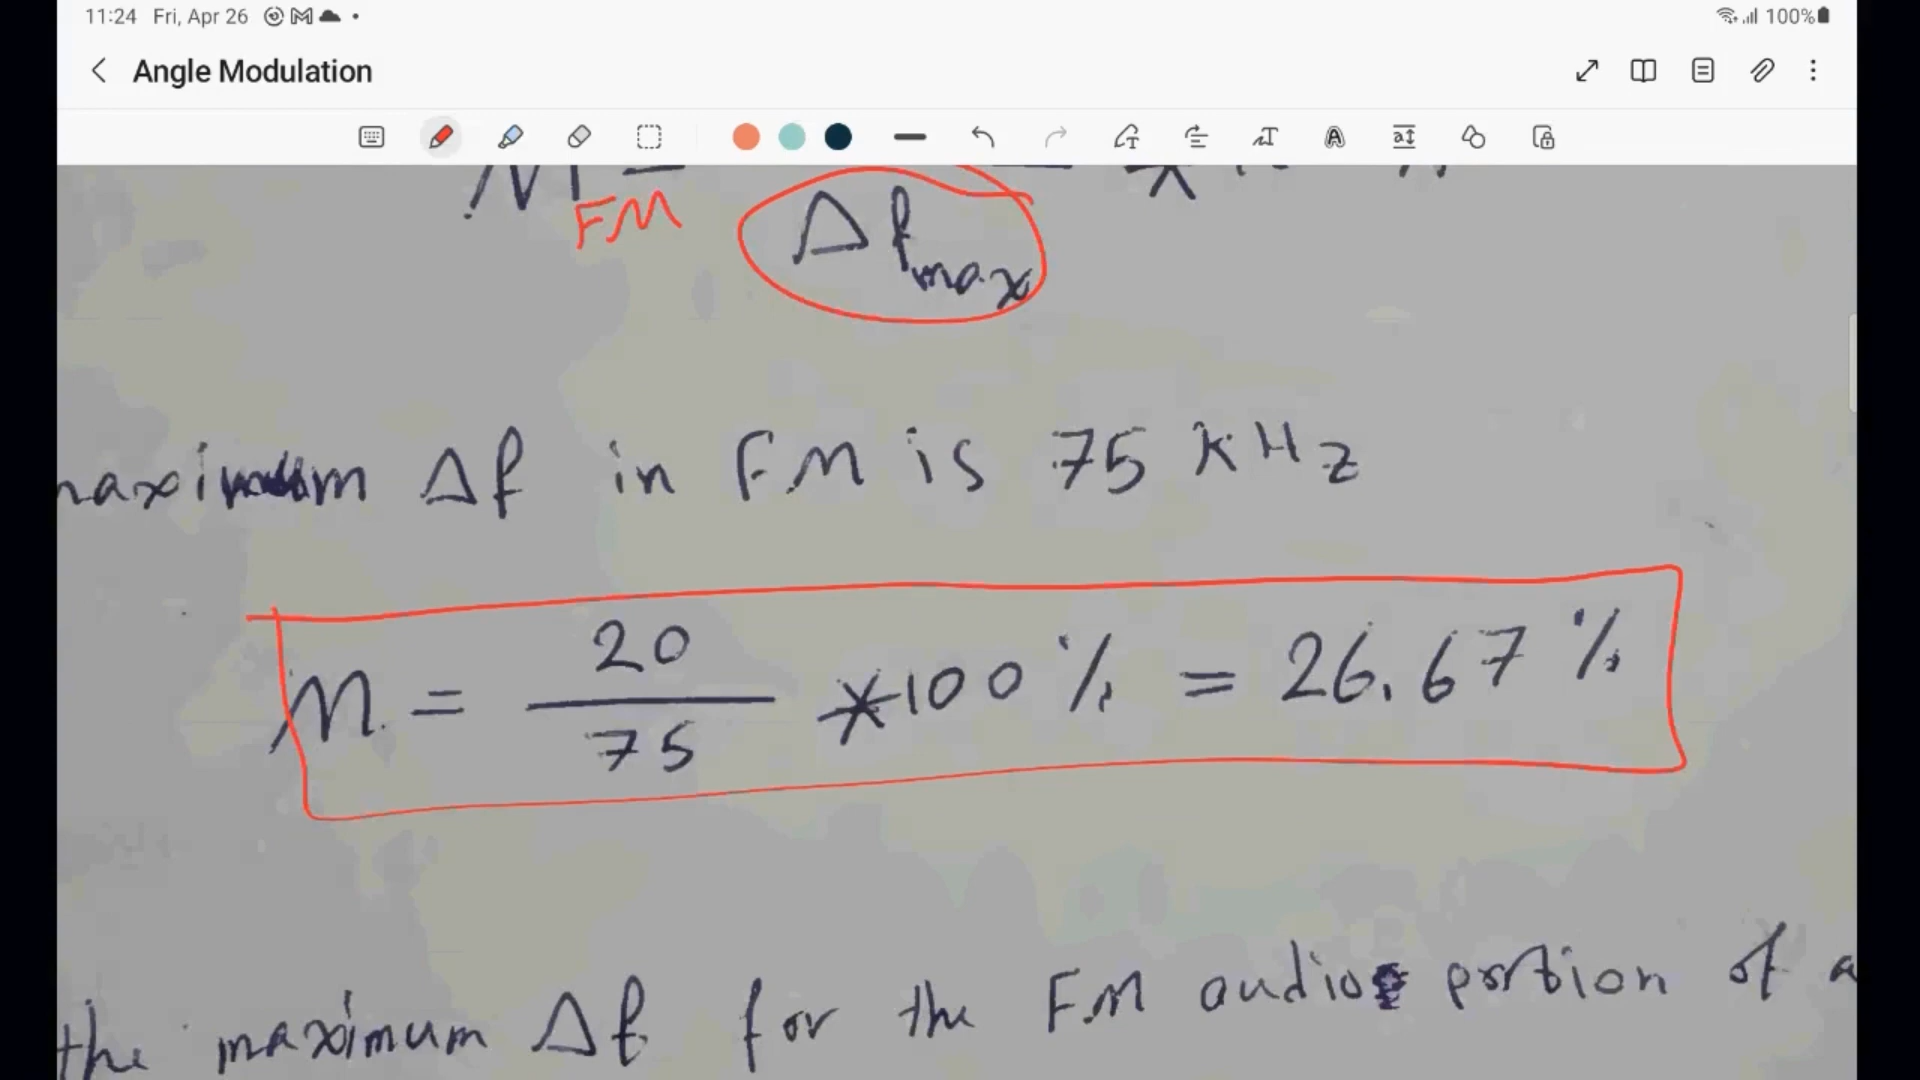 11:24 Fri, Apr 26
100%
Angle Modulation
FM
Δf max
maximum Δf in FM is 75 KHz
M = 20/75 * 100 % = 26.67 %
the maximum Δf for the FM audio portion of a